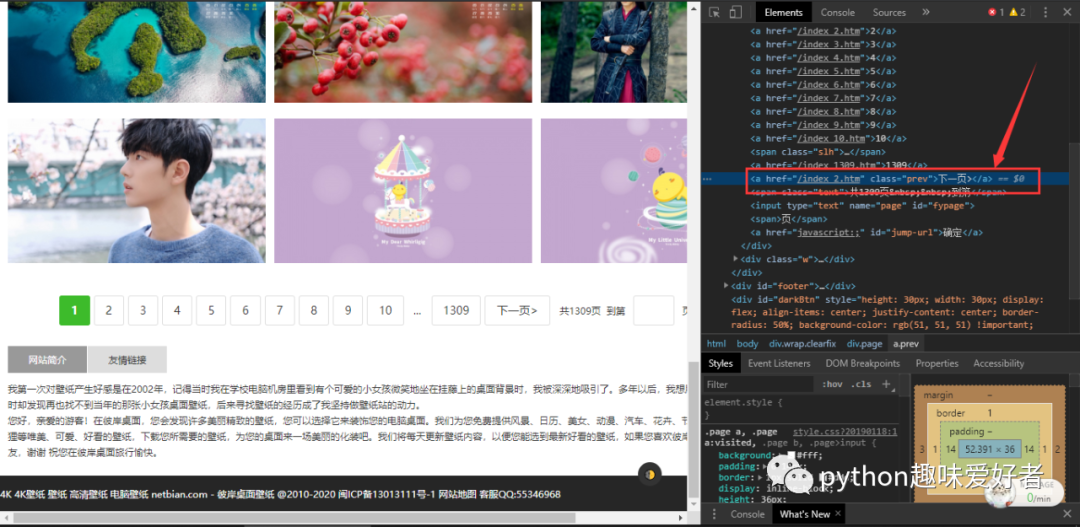 My Dear Whirligig
My Little Univer
1
2
3
4
5
6
7
8
9
10
...
1309
下一页>
共1309页
到第
网站简介
友情链接
我第一次对壁纸产生好感是在2002年，记得当时我在学校电脑机房里看到有个可爱的小女孩微笑地坐在挂藤上的桌面背景时，我被深深地吸引了。多年以后，我想
时却发现再也找不到当年的那张小女孩桌面壁纸，后来寻找壁纸的经历成了我坚持做壁纸站的动力。
您好，亲爱的游客！在彼岸桌面，您会发现许多美丽精致的壁纸，您可以选择它来装饰您的电脑桌面。我们为您免费提供风景、日历、美女、动漫、汽车、花卉、节
猩等唯美、可爱、好看的壁纸，下载您所需要的壁纸，为您的桌面来一场美丽的化装吧。我们将每天更新壁纸内容，以便您能选到最新好看的壁纸，如果您喜欢彼岸
友，谢谢 祝您在彼岸桌面旅行愉快。
4K 4K壁纸 壁纸 高清壁纸 电脑壁纸 netbian.com - 彼岸桌面壁纸 @2010-2020 闽ICP备13013111号-1 网站地图 客服QQ:55346968
Elements Console Sources » 1 2
<a href="/index_2.htm">2</a>
<a href="/index_3.htm">3</a>
<a href="/index_4.htm">4</a>
<a href="/index_5.htm">5</a>
<a href="/index_6.htm">6</a>
<a href="/index_7.htm">7</a>
<a href="/index_8.htm">8</a>
<a href="/index_9.htm">9</a>
<a href="/index_10.htm">10</a>
<span class="slh">…</span>
<a href="/index_1309.htm">1309</a>
<a href="/index_2.htm" class="prev">下一页></a> == $0
<span class="text">共1309页&nbsp;&nbsp;到第</span>
<input type="text" name="page" id="fypage">
<span>页</span>
<a href="javascript:;" id="jump-url">确定</a>
</div>
<div class="w">…</div>
</div>
<div id="footer">…</div>
<div id="darkBtn" style="height: 30px; width: 30px; display:
flex; align-items: center; justify-content: center; border-
radius: 50%; background-color: rgb(51, 51, 51) !important;
html body div.wrap.clearfix div.page a.prev
Styles Event Listeners DOM Breakpoints Properties Accessibility
Filter :hov .cls +
element.style {
}
.page a, .page style.css?20190118:1
a:visited, .page b, .page>input {
background: #fff;
padding:
border:
display: inline-block;
height: 36px;
margin -
border 1
padding -
3 1 14 52.391 × 36 14 1 2
python趣味爱好者
0/min
Console What's New ×